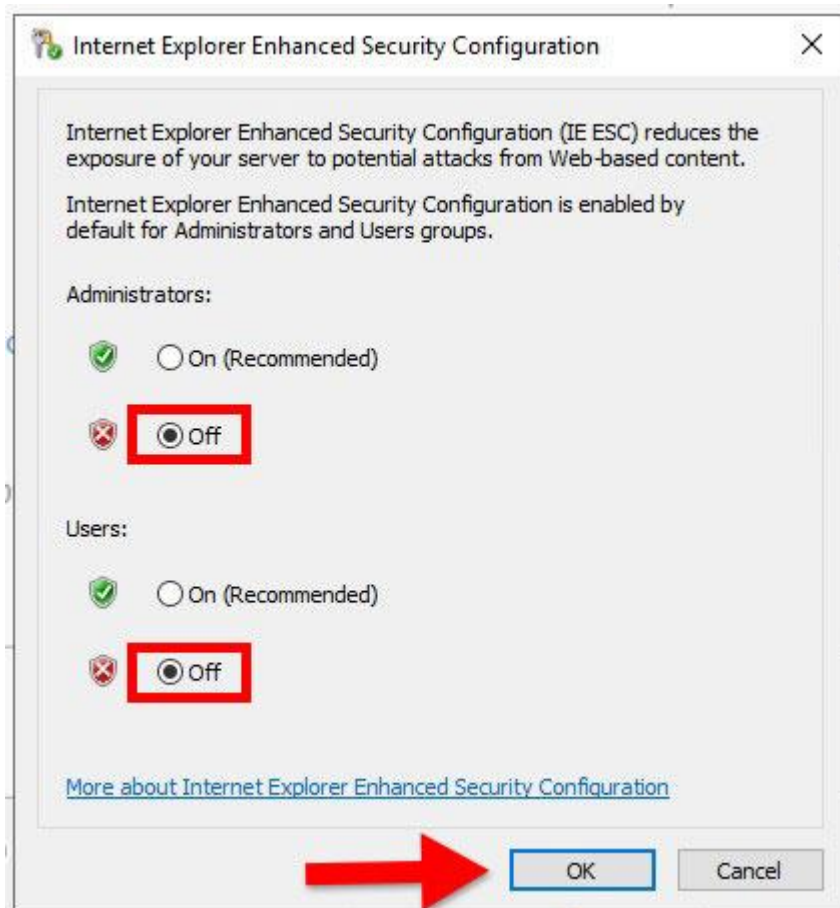 Internet Explorer Enhanced Security Configuration
Internet Explorer Enhanced Security Configuration (IE ESC) reduces the
exposure of your server to potential attacks from Web-based content.
Internet Explorer Enhanced Security Configuration is enabled by
default for Administrators and Users groups.
Administrators:
On (Recommended)
Off
Users:
On (Recommended)
Off
More about Internet Explorer Enhanced Security Configuration
OK Cancel